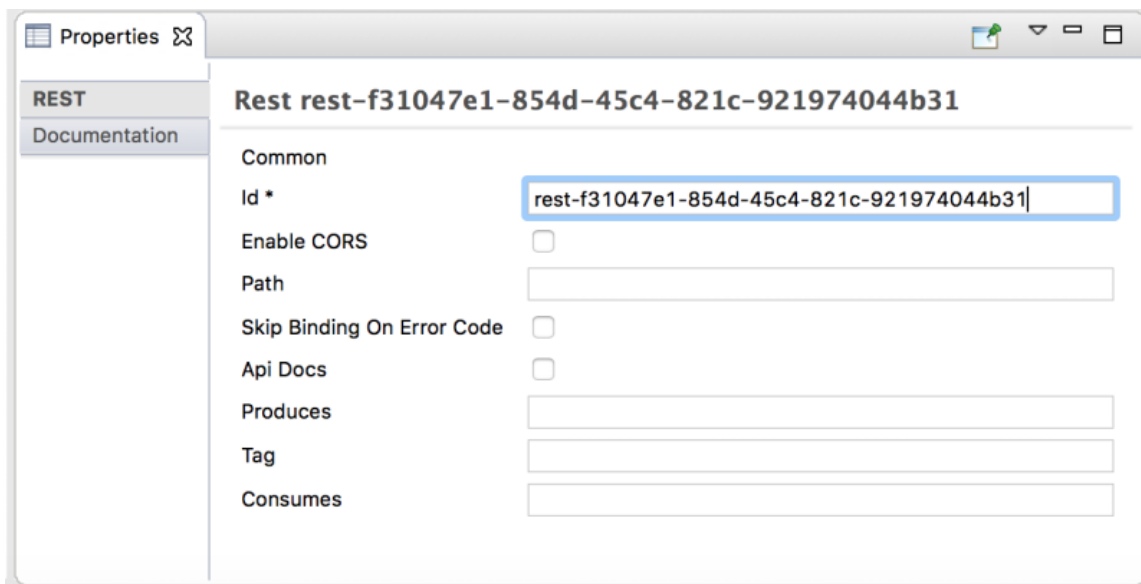 Properties
REST
Documentation
Rest rest-f31047e1-854d-45c4-821c-921974044b31
Common
Id * rest-f31047e1-854d-45c4-821c-921974044b31
Enable CORS
Path
Skip Binding On Error Code
Api Docs
Produces
Tag
Consumes